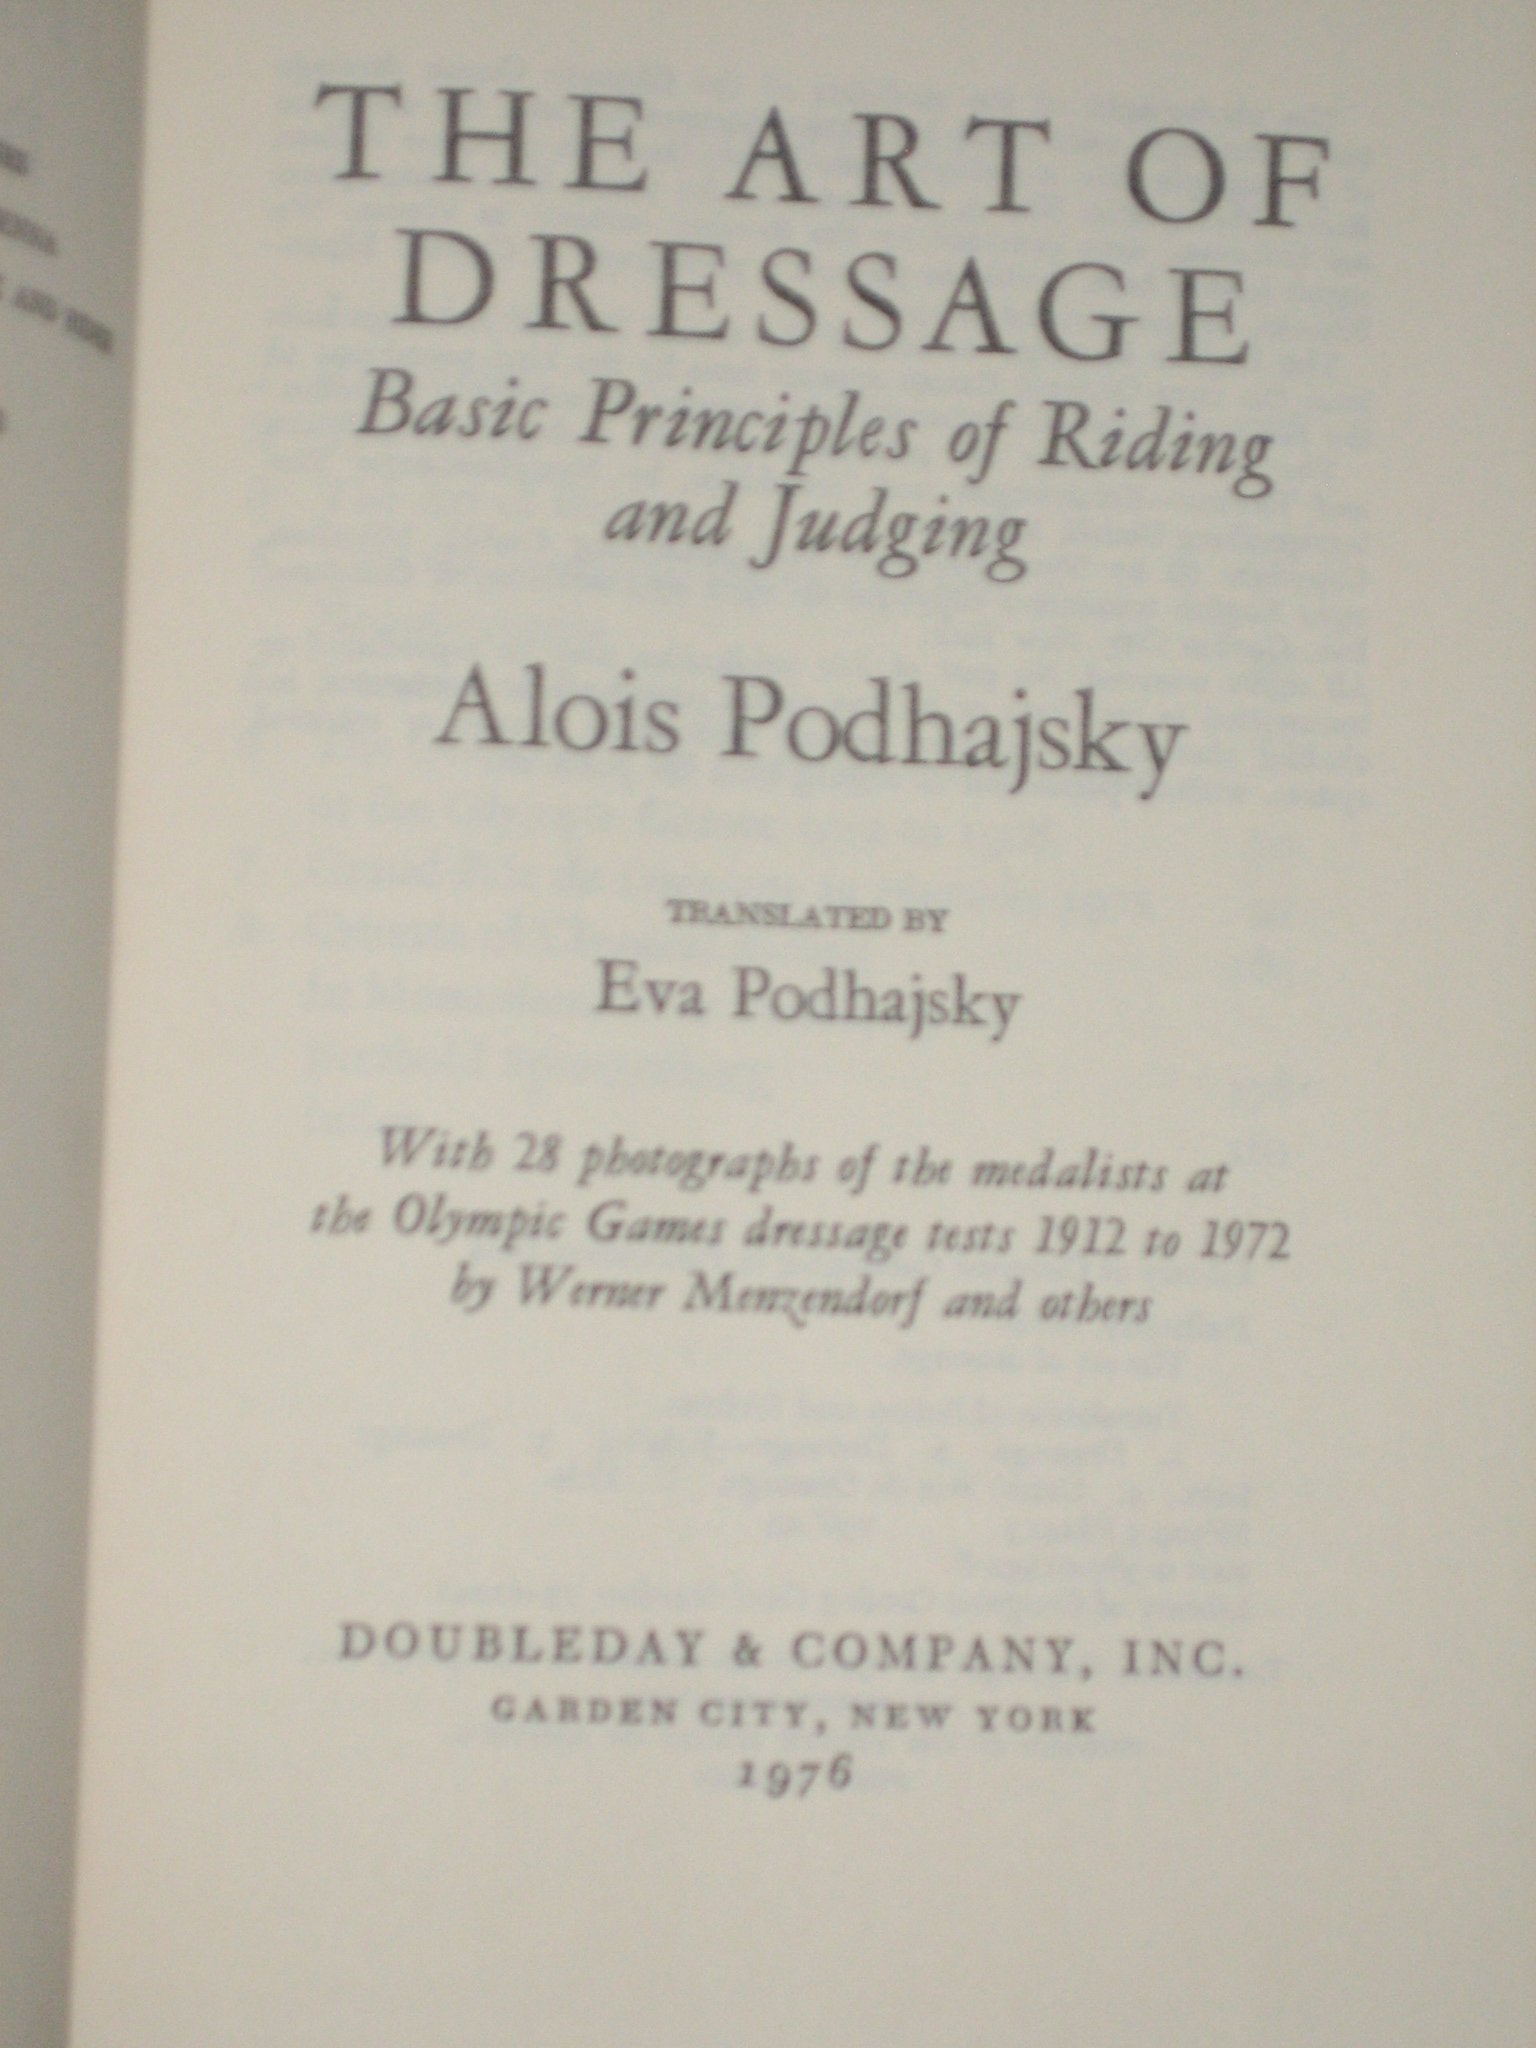 THE ART OF
DRESSAGE
Basic Principles of Riding
and Judging
Alois Podhajsky
TRANSLATED BY
Eva Podhajsky
With 28 photographs of the medalists at
the Olympic Games dressage tests 1912 to 1972
by Werner Menzendorf and others
DOUBLEDAY & COMPANY, INC.
GARDEN CITY, NEW YORK
1976